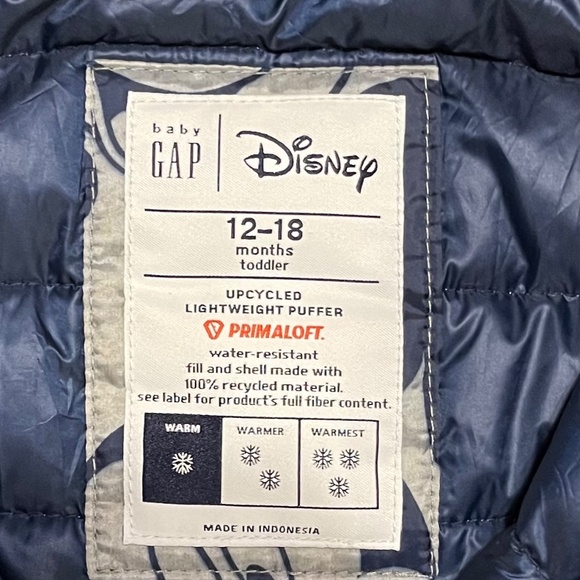 baby
GAP
Disney
12–18
months
toddler
UPCYCLED
LIGHTWEIGHT PUFFER
PRIMALOFT.
water-resistant
fill and shell made with
100% recycled material.
see label for product's full fiber content.
WARM WARMER WARMEST
MADE IN INDONESIA